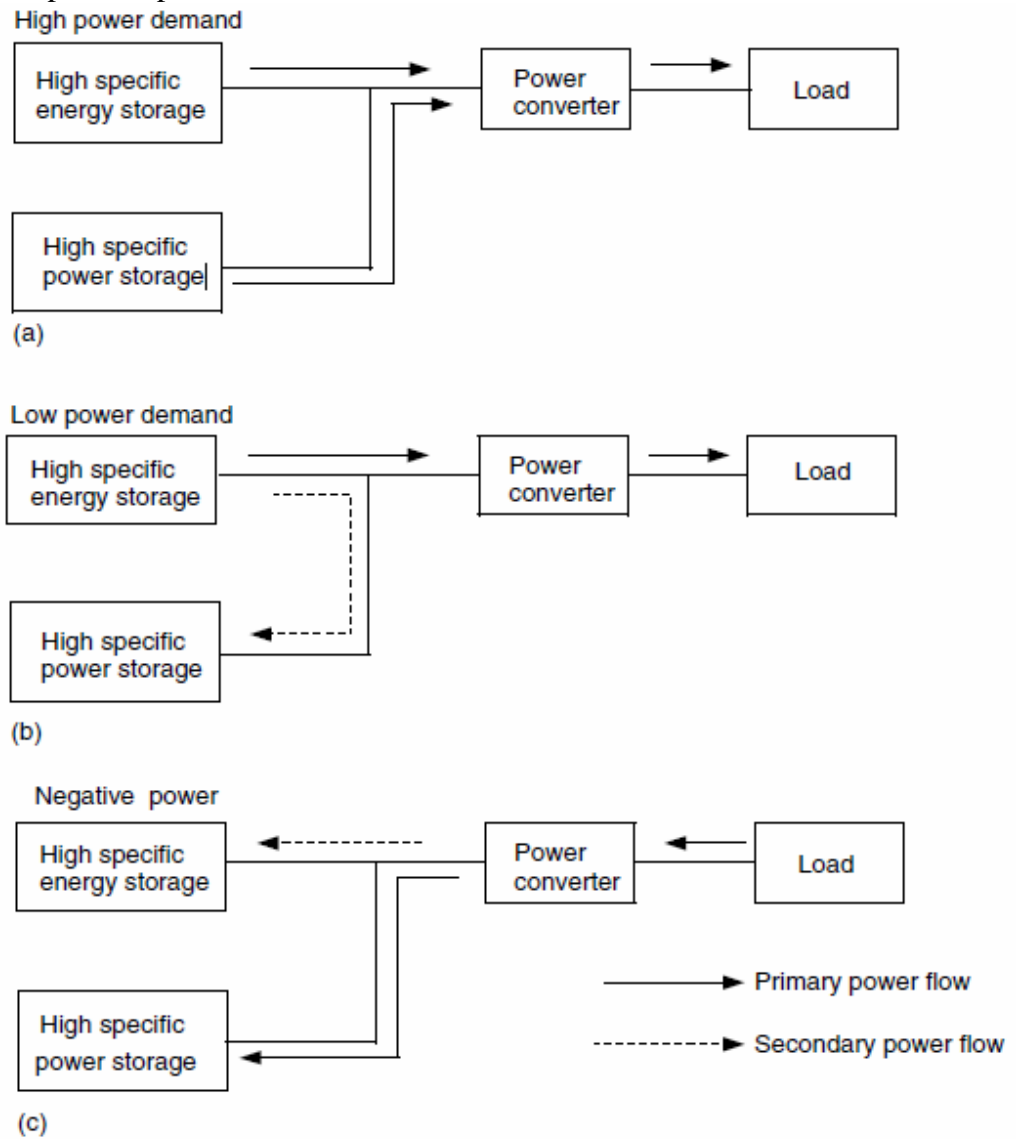 High power demand
High specific
energy storage
Power
converter
Load
High specific
power storage
(a)
Low power demand
High specific
energy storage
Power
converter
Load
High specific
power storage
(b)
Negative power
High specific
energy storage
Power
converter
Load
Primary power flow
High specific
power storage
Secondary power flow
(c)